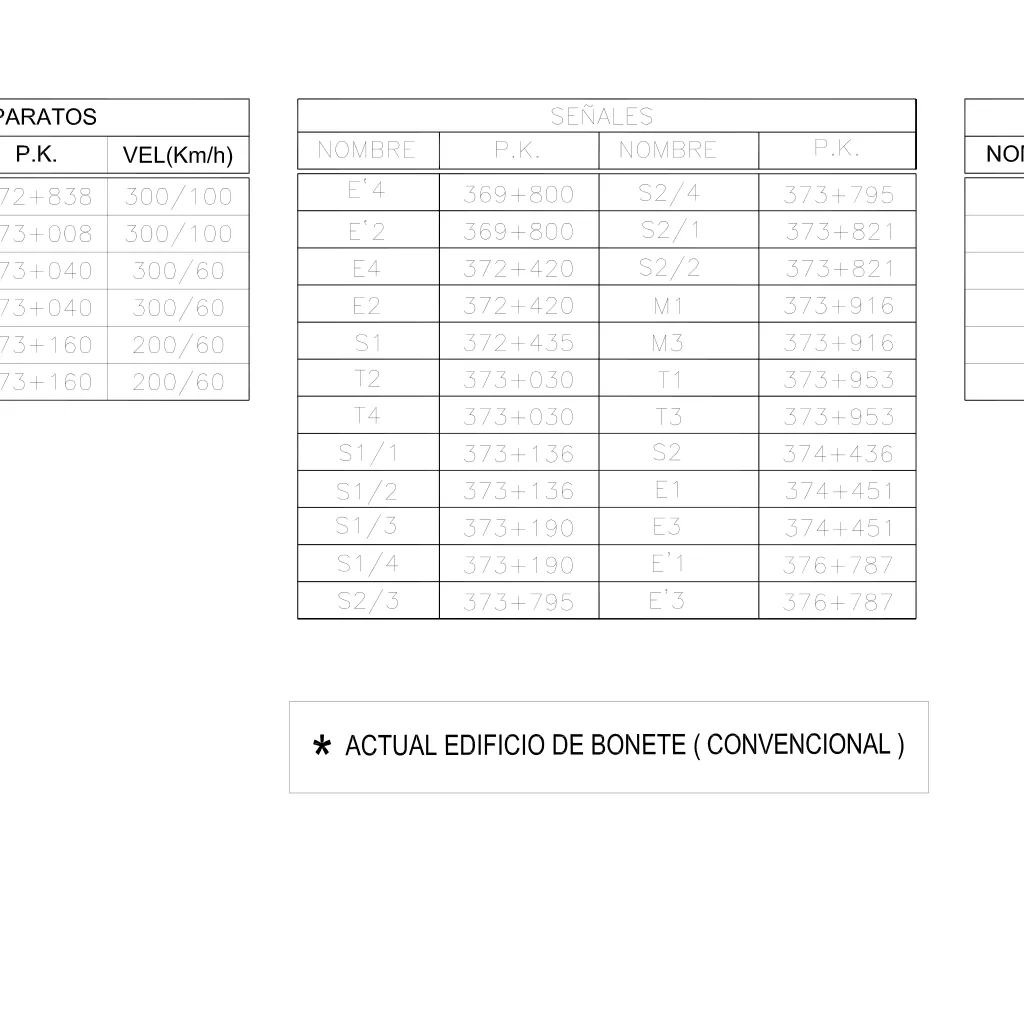 PARATOS
P.K. VEL(Km/h)
72+838 300/100
73+008 300/100
73+040 300/60
73+040 300/60
73+160 200/60
73+160 200/60
SEÑALES
NOMBRE P.K. NOMBRE P.K.
E‛4 369+800 S2/4 373+795
E‛2 369+800 S2/1 373+821
E4 372+420 S2/2 373+821
E2 372+420 M1 373+916
S1 372+435 M3 373+916
T2 373+030 T1 373+953
T4 373+030 T3 373+953
S1/1 373+136 S2 374+436
S1/2 373+136 E1 374+451
S1/3 373+190 E3 374+451
S1/4 373+190 E'1 376+787
S2/3 373+795 E'3 376+787
* ACTUAL EDIFICIO DE BONETE ( CONVENCIONAL )